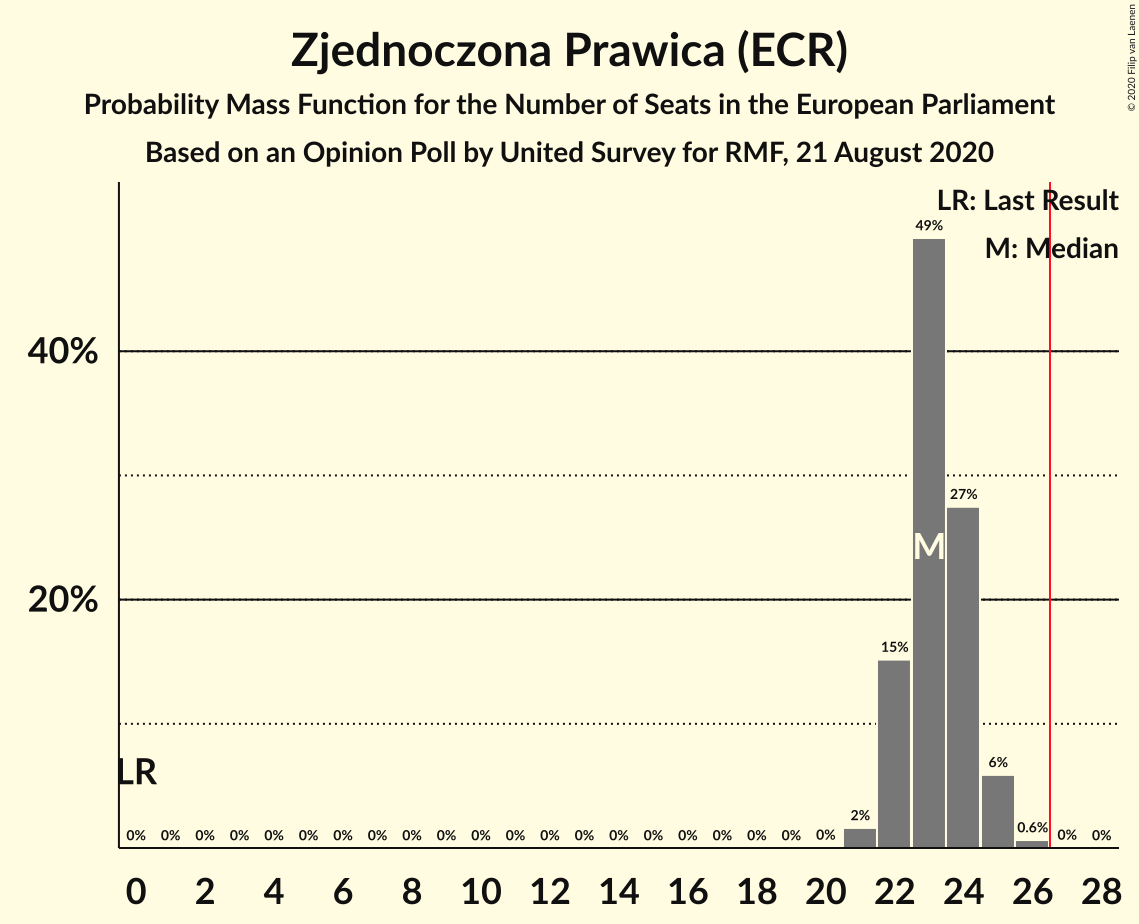 Zjednoczona Prawica (ECR)
Probability Mass Function for the Number of Seats in the European Parliament
Based on an Opinion Poll by United Survey for RMF, 21 August 2020
© 2020 Filip van Laenen
LR: Last Result
M: Median
49%
40%
27%
M
20%
15%
6%
LR
2%
0.6%
0% 0% 0% 0% 0% 0% 0% 0% 0% 0% 0% 0% 0% 0% 0% 0% 0% 0% 0% 0% 0% 0% 0%
0 2 4 6 8 10 12 14 16 18 20 22 24 26 28